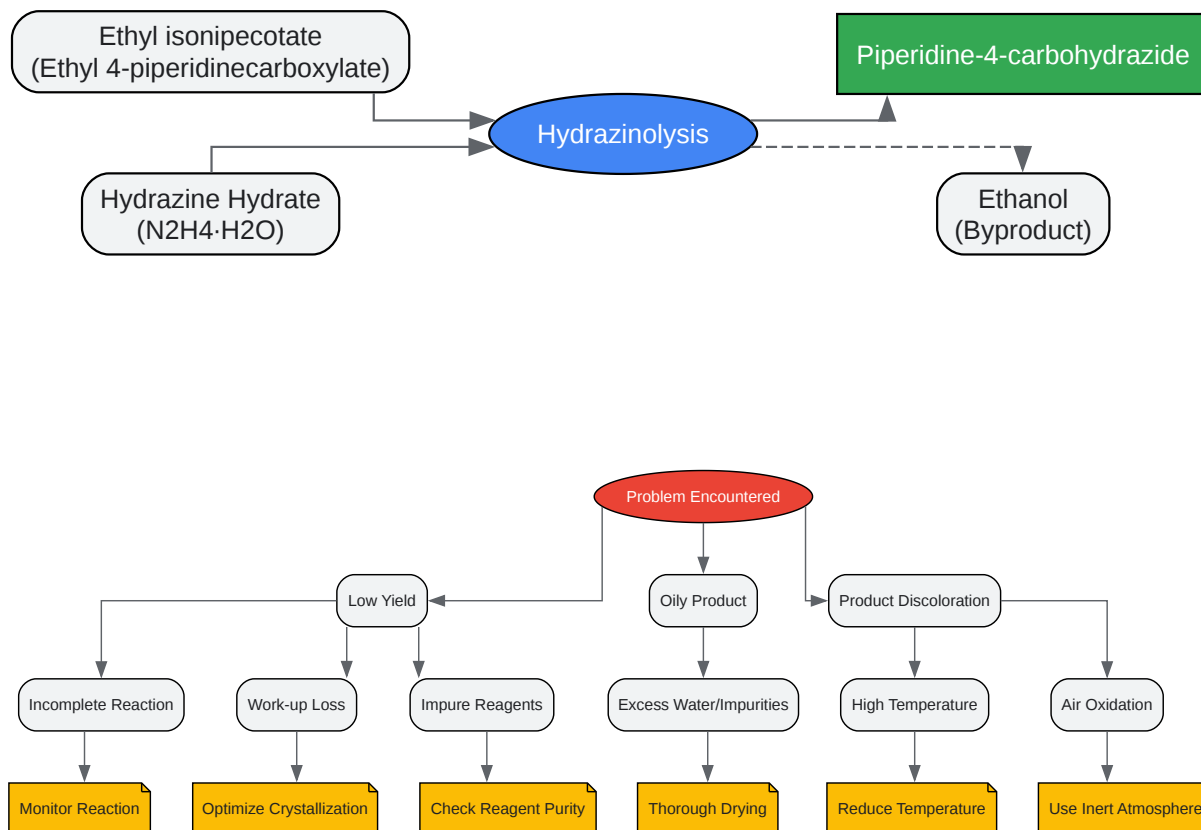 Ethyl isonipecotate
(Ethyl 4-piperidinecarboxylate)
Piperidine-4-carbohydrazide
Hydrazinolysis
Hydrazine Hydrate
(N2H4·H2O)
Ethanol
(Byproduct)
Problem Encountered
Low Yield
Oily Product
Product Discoloration
Incomplete Reaction
Work-up Loss
Impure Reagents
Excess Water/Impurities
High Temperature
Air Oxidation
Monitor Reaction
Optimize Crystallization
Check Reagent Purity
Thorough Drying
Reduce Temperature
Use Inert Atmosphere